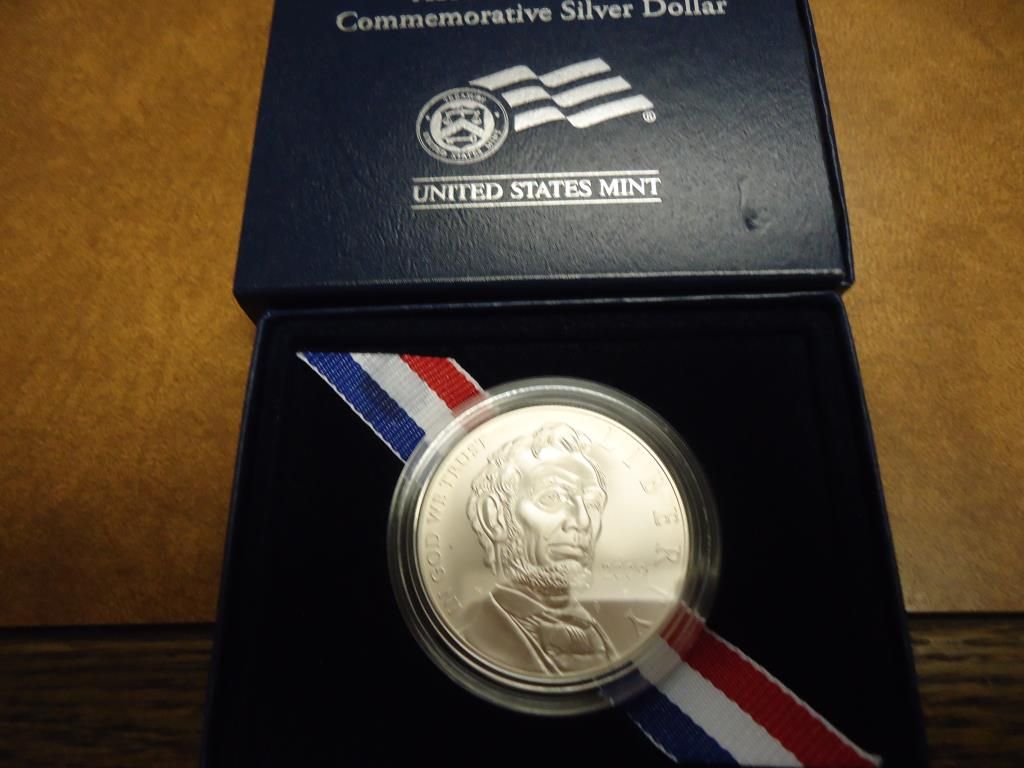 Commemorative Silver Dollar
UNITED STATES MINT
®
IN GOD WE TRUST
LIBERTY